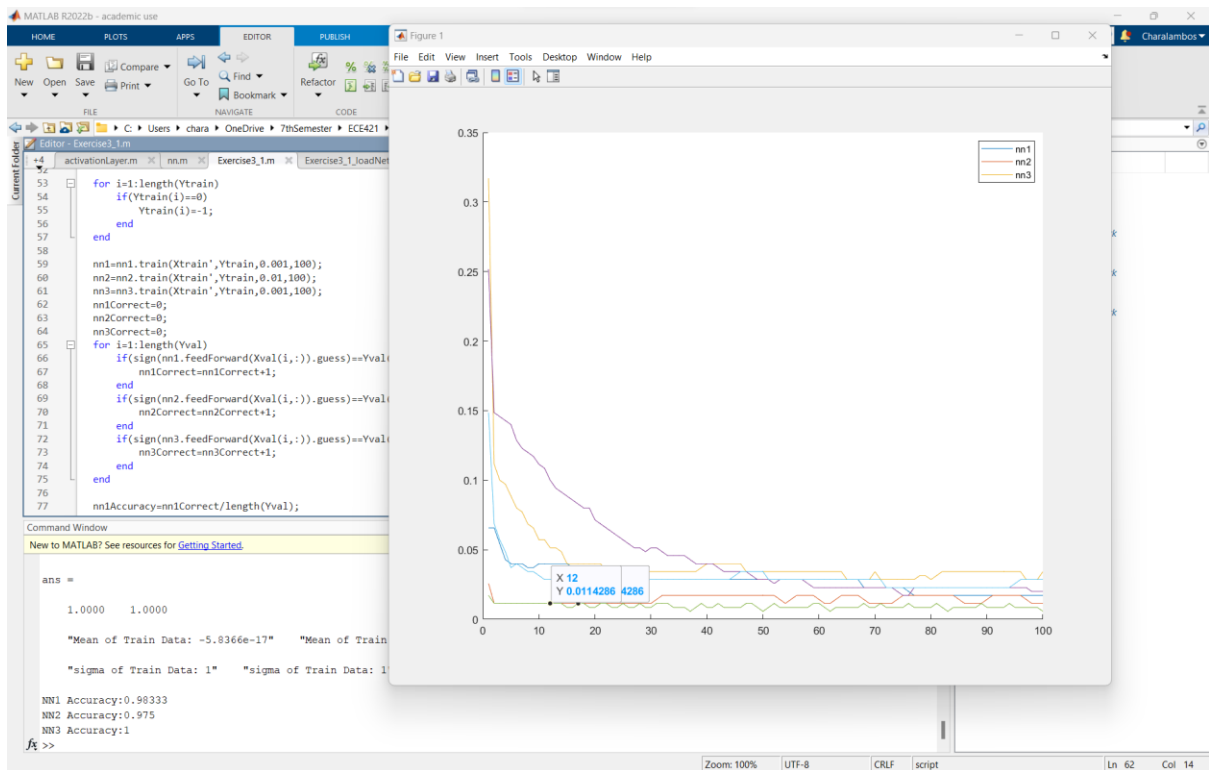 MATLAB R2022b - academic use
HOME PLOTS APPS EDITOR PUBLISH
Charalambos
New Open Save Compare Print Go To Find Bookmark Refactor
FILE NAVIGATE CODE
C: Users chara OneDrive 7thSemester ECE421
Current Folder
Editor - Exercise3_1.m
+4 activationLayer.m nn.m Exercise3_1.m Exercise3_1_loadNet
52
53 for i=1:length(Ytrain)
54 if(Ytrain(i)==0)
55 Ytrain(i)=-1;
56 end
57 end
58
59 nn1=nn1.train(Xtrain',Ytrain,0.001,100);
60 nn2=nn2.train(Xtrain',Ytrain,0.01,100);
61 nn3=nn3.train(Xtrain',Ytrain,0.001,100);
62 nn1Correct=0;
63 nn2Correct=0;
64 nn3Correct=0;
65 for i=1:length(Yval)
66 if(sign(nn1.feedForward(Xval(i,:)).guess)==Yval(
67 nn1Correct=nn1Correct+1;
68 end
69 if(sign(nn2.feedForward(Xval(i,:)).guess)==Yval(
70 nn2Correct=nn2Correct+1;
71 end
72 if(sign(nn3.feedForward(Xval(i,:)).guess)==Yval(
73 nn3Correct=nn3Correct+1;
74 end
75 end
76
77 nn1Accuracy=nn1Correct/length(Yval);
Command Window
New to MATLAB? See resources for Getting Started.
ans =
1.0000 1.0000
"Mean of Train Data: -5.8366e-17" "Mean of Train
"sigma of Train Data: 1" "sigma of Train Data: 1"
NN1 Accuracy:0.98333
NN2 Accuracy:0.975
NN3 Accuracy:1
fx >>
Figure 1
File Edit View Insert Tools Desktop Window Help
nn1
nn2
nn3
0.35
0.3
0.25
0.2
0.15
0.1
0.05
0
X 12
Y 0.0114286 4286
0 10 20 30 40 50 60 70 80 90 100
Zoom: 100% UTF-8 CRLF script Ln 62 Col 14